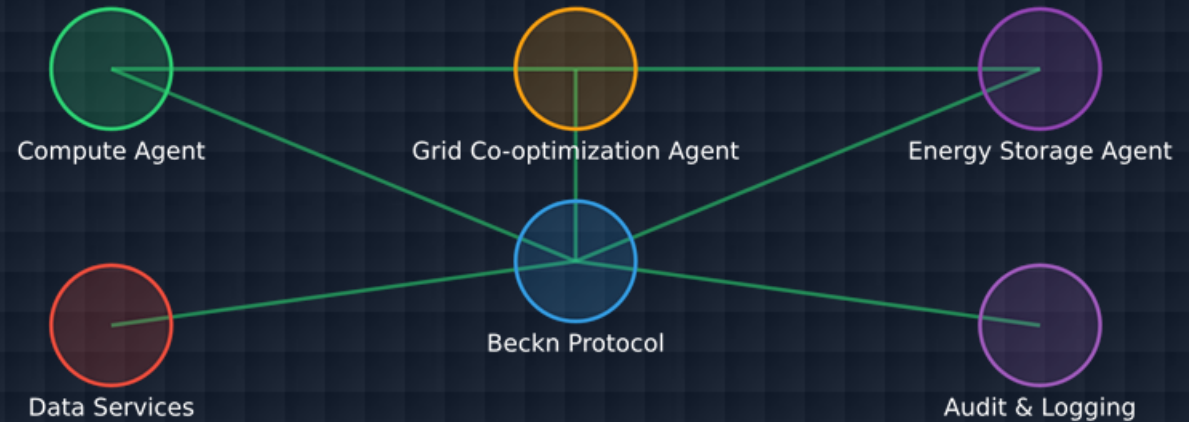 Compute Agent
Grid Co-optimization Agent
Energy Storage Agent
Beckn Protocol
Data Services
Audit & Logging